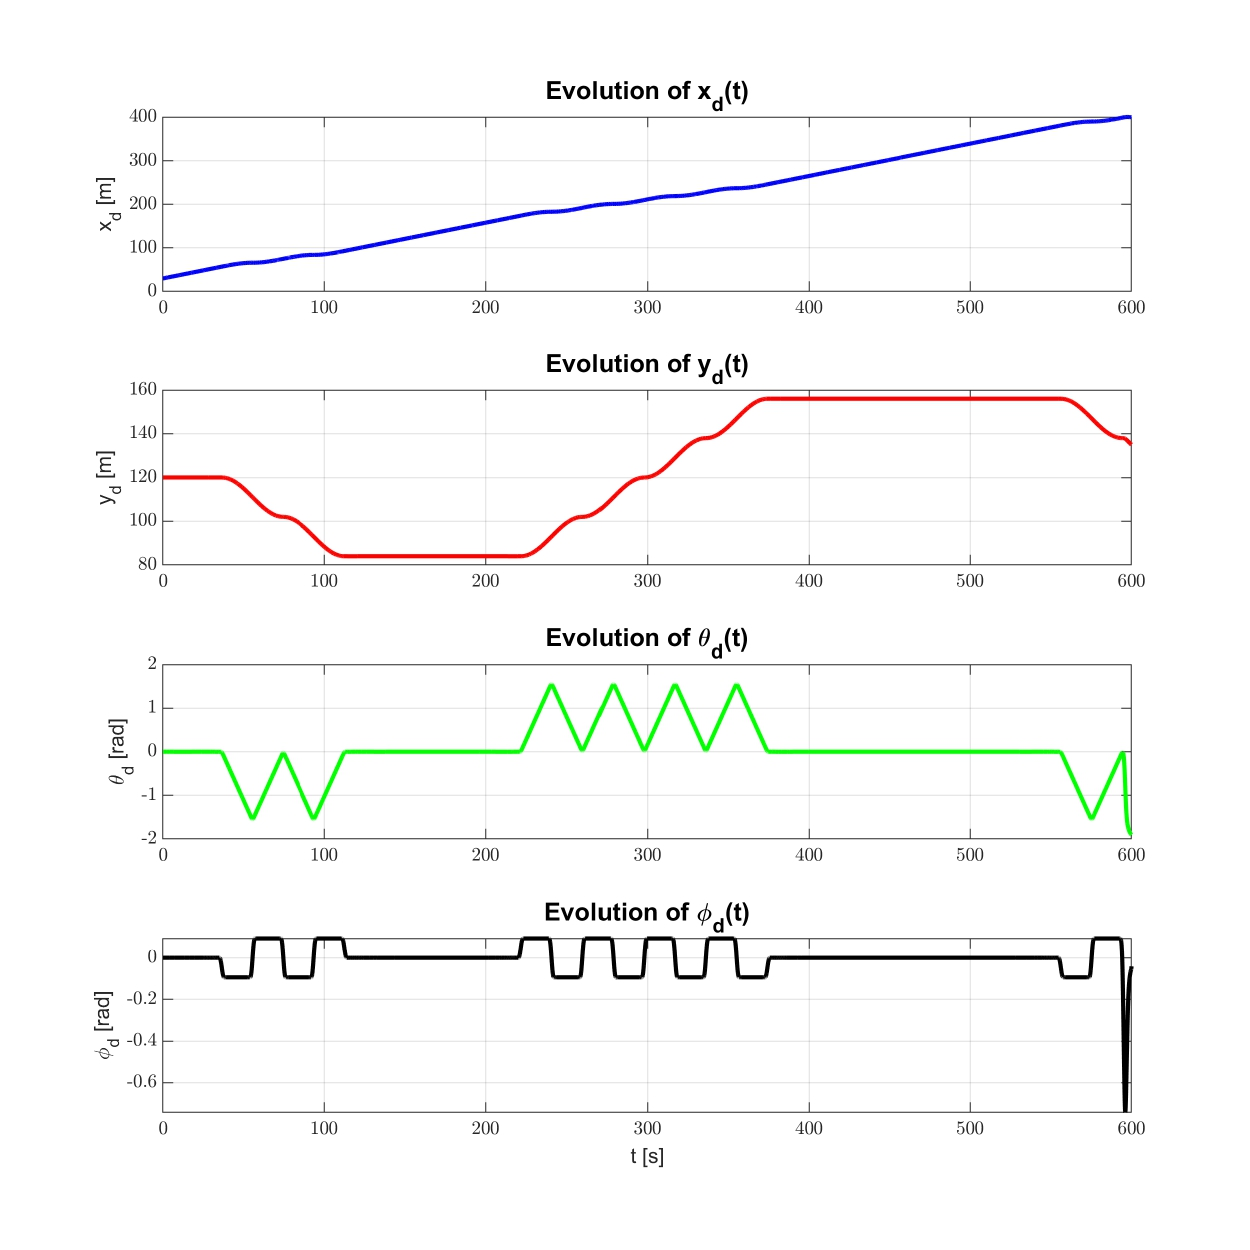 Evolution of x_d(t)
400
300
200
100
0
x_d [m]
0 100 200 300 400 500 600
Evolution of y_d(t)
160
140
120
100
80
y_d [m]
0 100 200 300 400 500 600
Evolution of θ_d(t)
2
1
0
-1
-2
θ_d [rad]
0 100 200 300 400 500 600
Evolution of ϕ_d(t)
0
-0.2
-0.4
-0.6
ϕ_d [rad]
0 100 200 300 400 500 600
t [s]